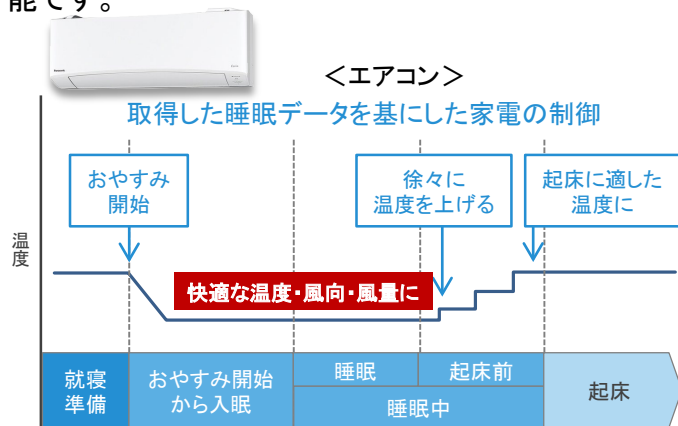 能です。
Panasonic
＜エアコン＞
取得した睡眠データを基にした家電の制御
おやすみ
開始
徐々に
温度を上げる
起床に適した
温度に
温度
快適な温度・風向・風量に
就寝
準備
おやすみ開始
から入眠
睡眠
起床前
睡眠中
起床